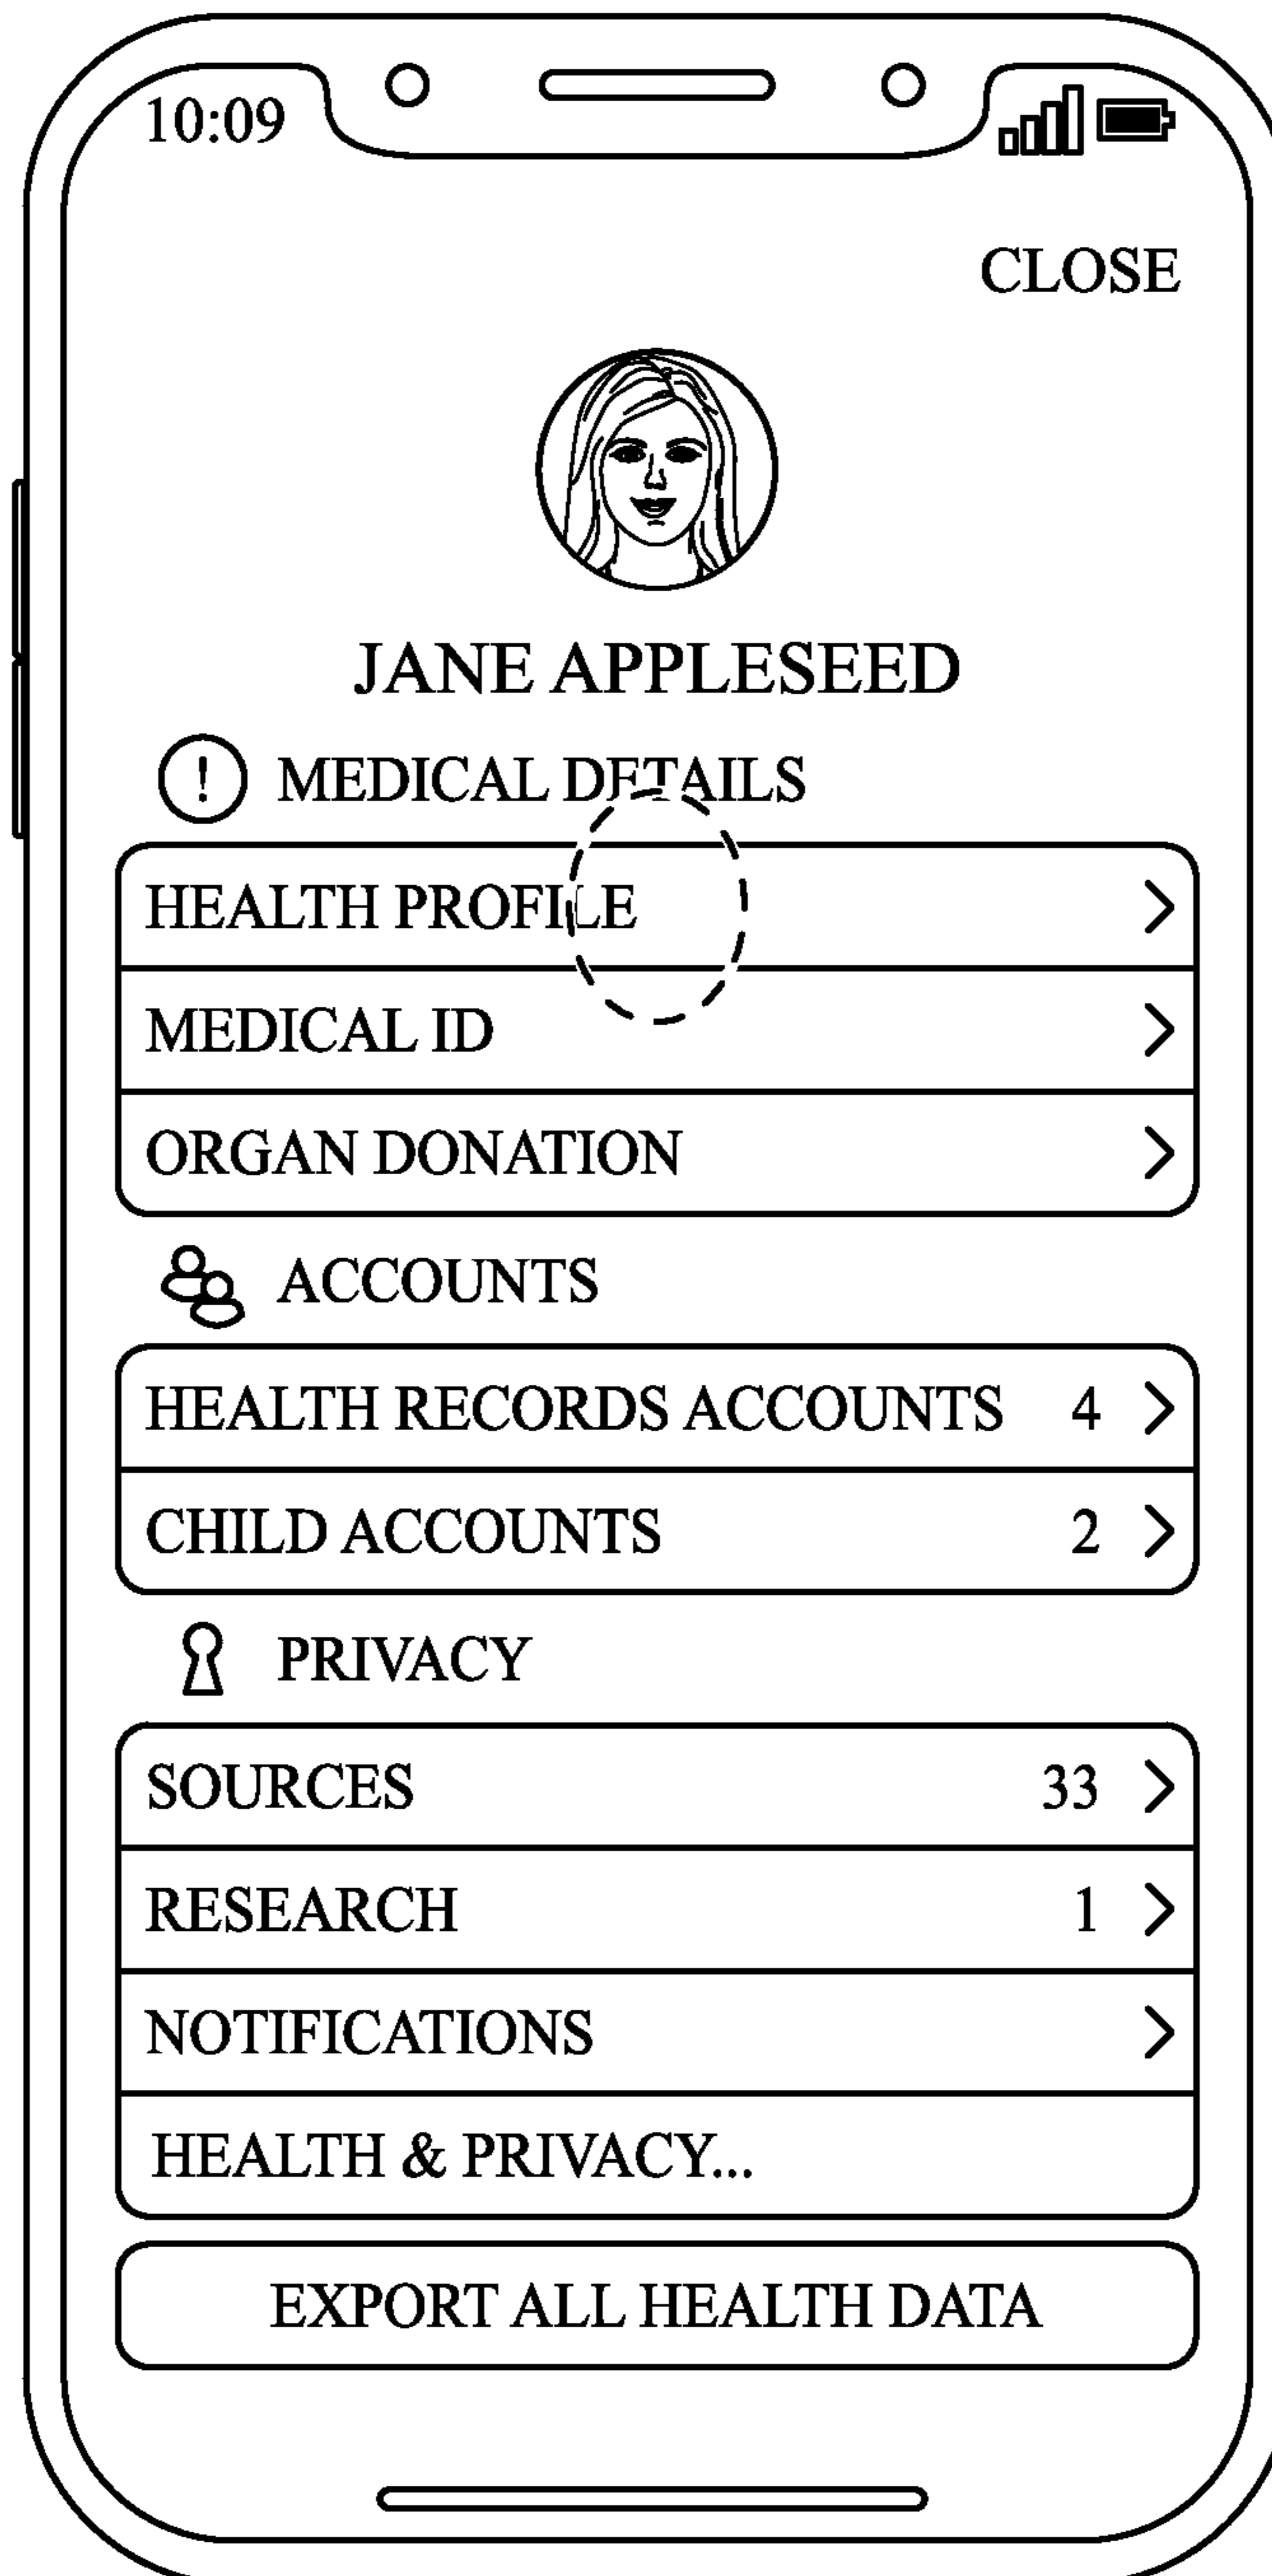 10:09
CLOSE
JANE APPLESEED
! MEDICAL DETAILS
HEALTH PROFILE >
MEDICAL ID >
ORGAN DONATION >
ACCOUNTS
HEALTH RECORDS ACCOUNTS 4 >
CHILD ACCOUNTS 2 >
PRIVACY
SOURCES 33 >
RESEARCH 1 >
NOTIFICATIONS >
HEALTH & PRIVACY...
EXPORT ALL HEALTH DATA